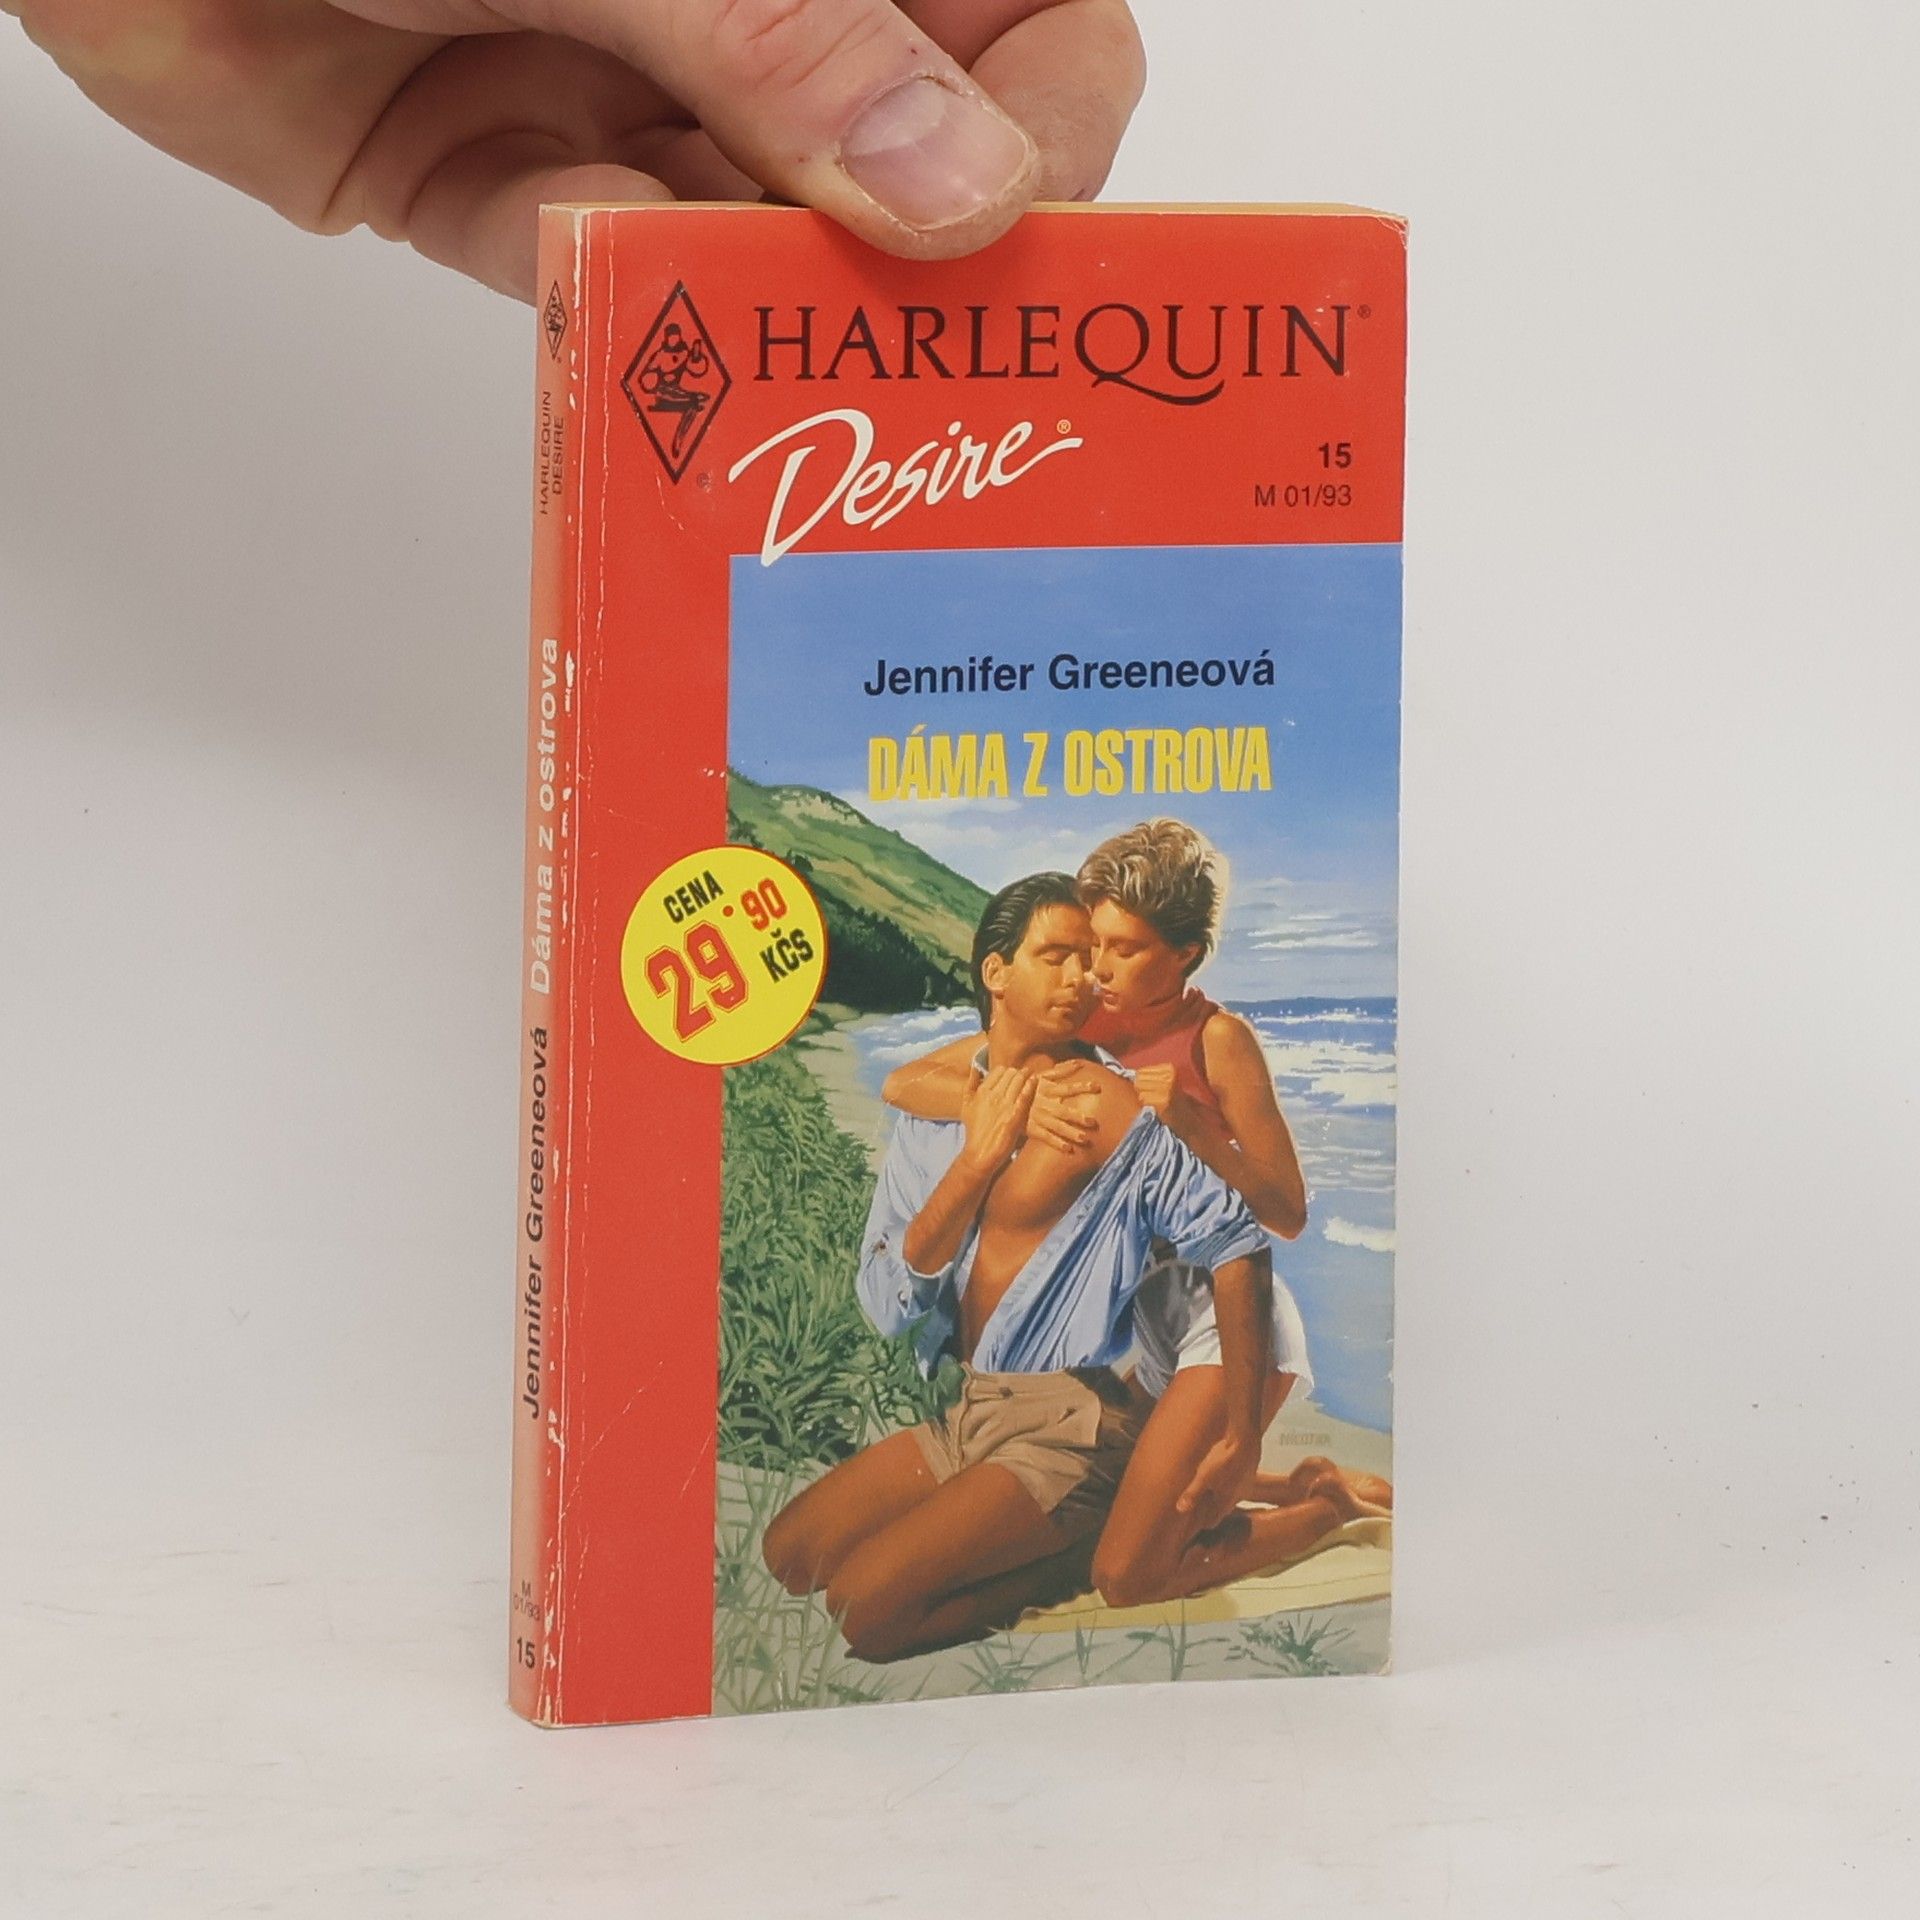 HARLEQUIN®
Desire®
15
M 01/93
Jennifer Greeneová
DÁMA Z OSTROVA
CENA
29.90
KČS
HARLEQUIN
DESIRE
Jennifer Greeneová Dáma z ostrova
M
01/93
15